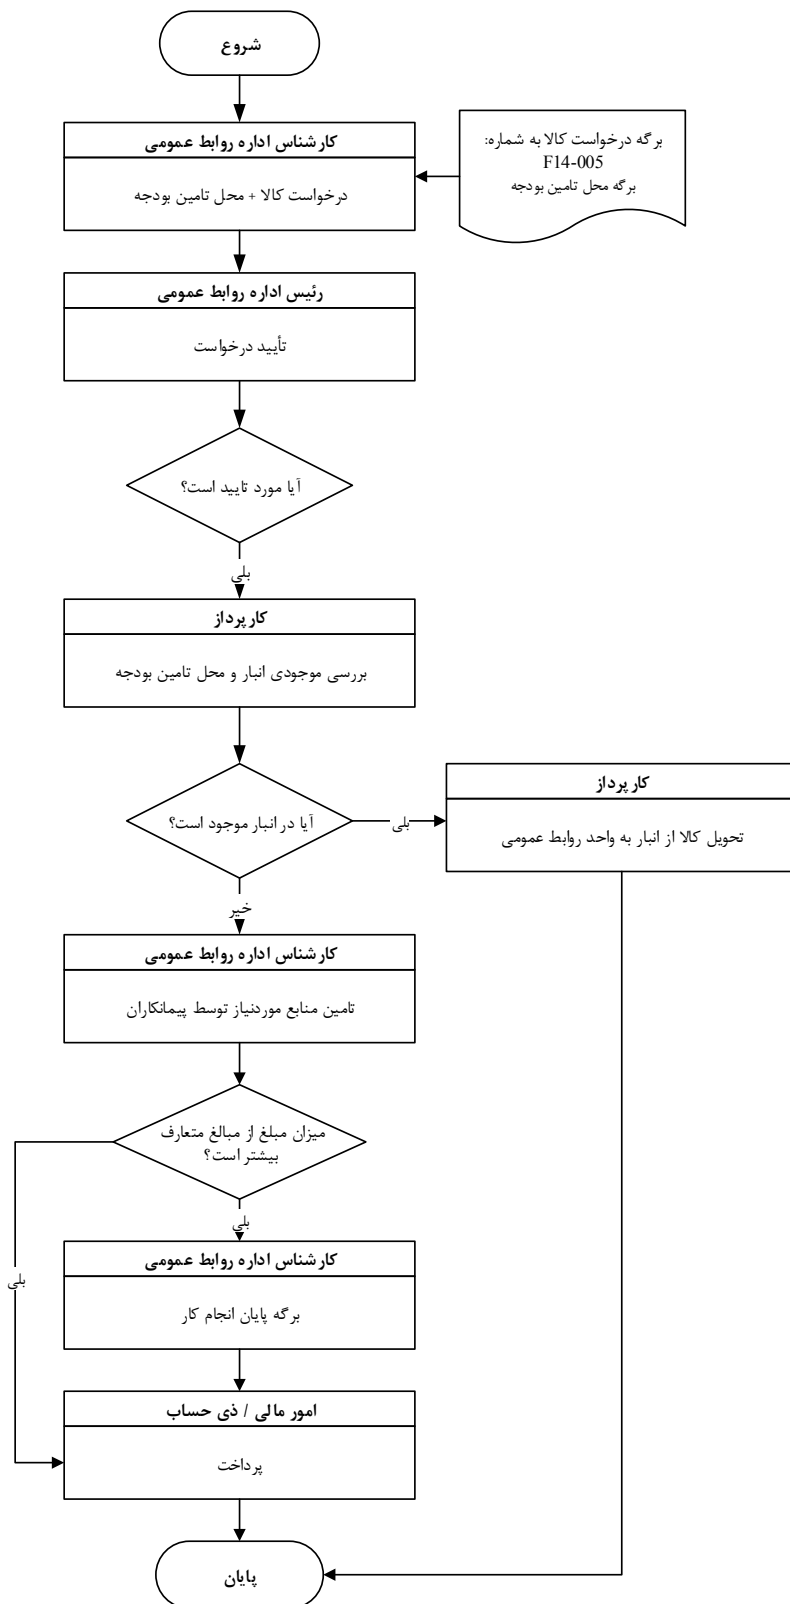 شروع
کارشناس اداره روابط عمومی
درخواست کالا + محل تامین بودجه
برگه درخواست کالا به شماره:
F14-005
برگه محل تامین بودجه
رئیس اداره روابط عمومی
تأیید درخواست
آیا مورد تایید است؟
بلی
کارپرداز
بررسی موجودی انبار و محل تامین بودجه
آیا در انبار موجود است؟
بلی
کارپرداز
تحویل کالا از انبار به واحد روابط عمومی
خیر
کارشناس اداره روابط عمومی
تامین منابع موردنیاز توسط پیمانکاران
میزان مبلغ از مبالغ متعارف
بیشتر است؟
بلی
بلی
کارشناس اداره روابط عمومی
برگه پایان انجام کار
امور مالی / ذی حساب
پرداخت
پایان